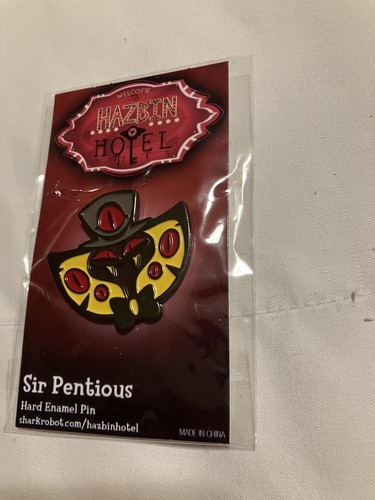 WELCOME
HAZBIN
HOTEL
Sir Pentious
Hard Enamel Pin
sharkrobot.com/hazbinhotel
MADE IN CHINA